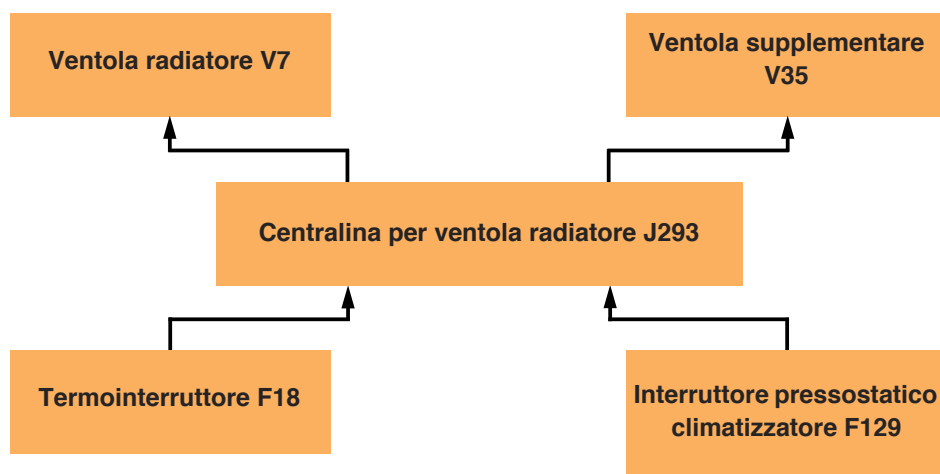 Ventola radiatore V7
Ventola supplementare
V35
Centralina per ventola radiatore J293
Termointerruttore F18
Interruttore pressostatico
climatizzatore F129